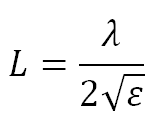 L = λ / 2√ε